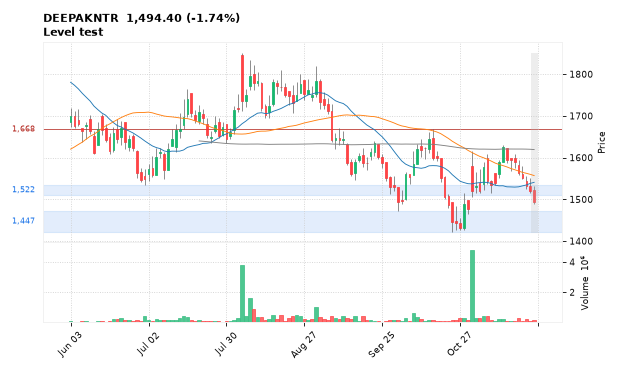 DEEPAKNTR 1,494.40 (-1.74%)
Level test
1800
1700
1,668
1600
Price
1,522
1500
1,447
1400
4
Volume 10⁶
2
Jun 03
Jul 02
Jul 30
Aug 27
Sep 25
Oct 27